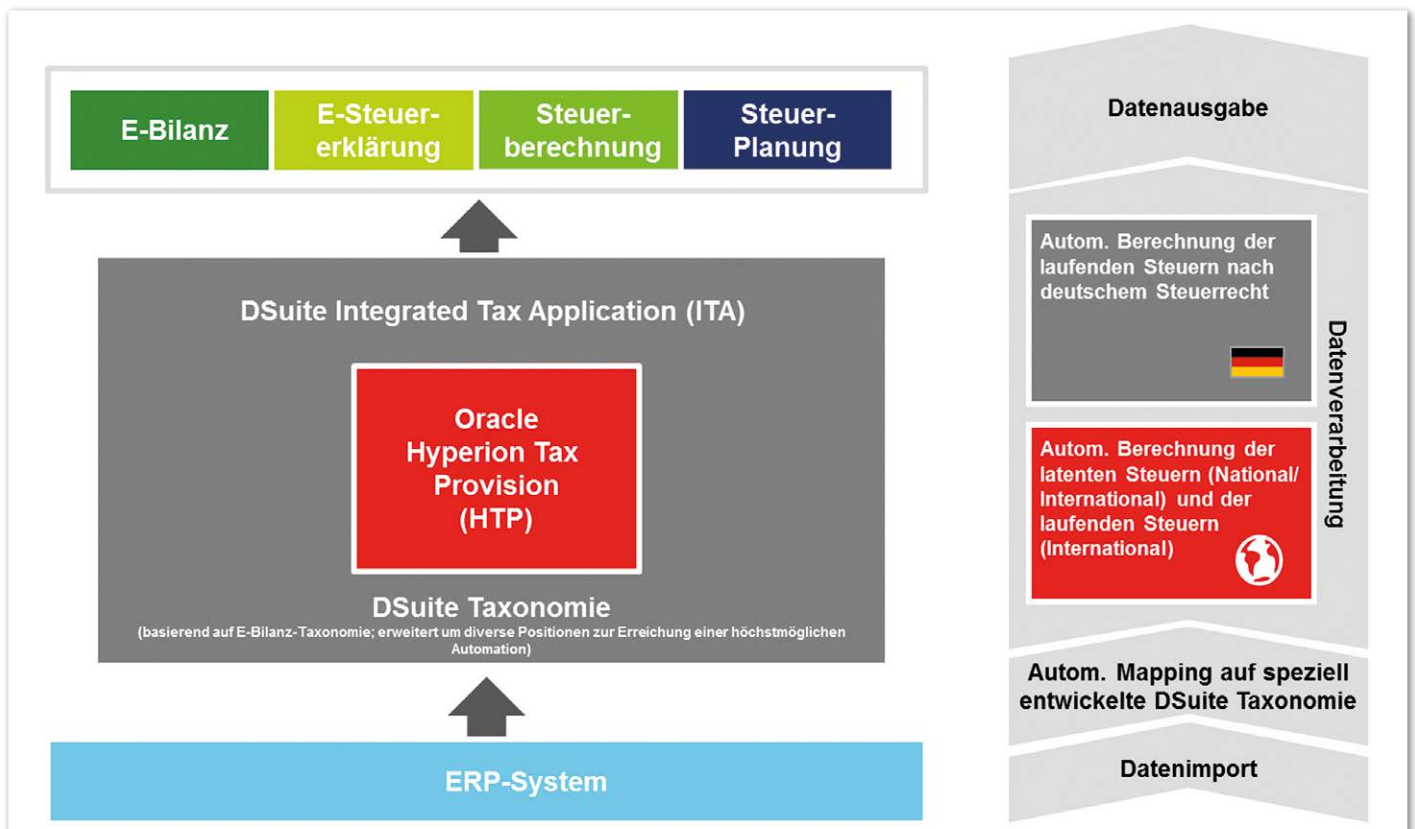 E-Bilanz
E-Steuer-
erklärung
Steuer-
berechnung
Steuer-
Planung
DSuite Integrated Tax Application (ITA)
Oracle
Hyperion Tax
Provision
(HTP)
DSuite Taxonomie
(basierend auf E-Bilanz-Taxonomie; erweitert um diverse Positionen zur Erreichung einer höchstmöglichen
Automation)
ERP-System
Datenausgabe
Autom. Berechnung der
laufenden Steuern nach
deutschem Steuerrecht
Autom. Berechnung der
latenten Steuern (National/
International) und der
laufenden Steuern
(International)
Datenverarbeitung
Autom. Mapping auf speziell
entwickelte DSuite Taxonomie
Datenimport